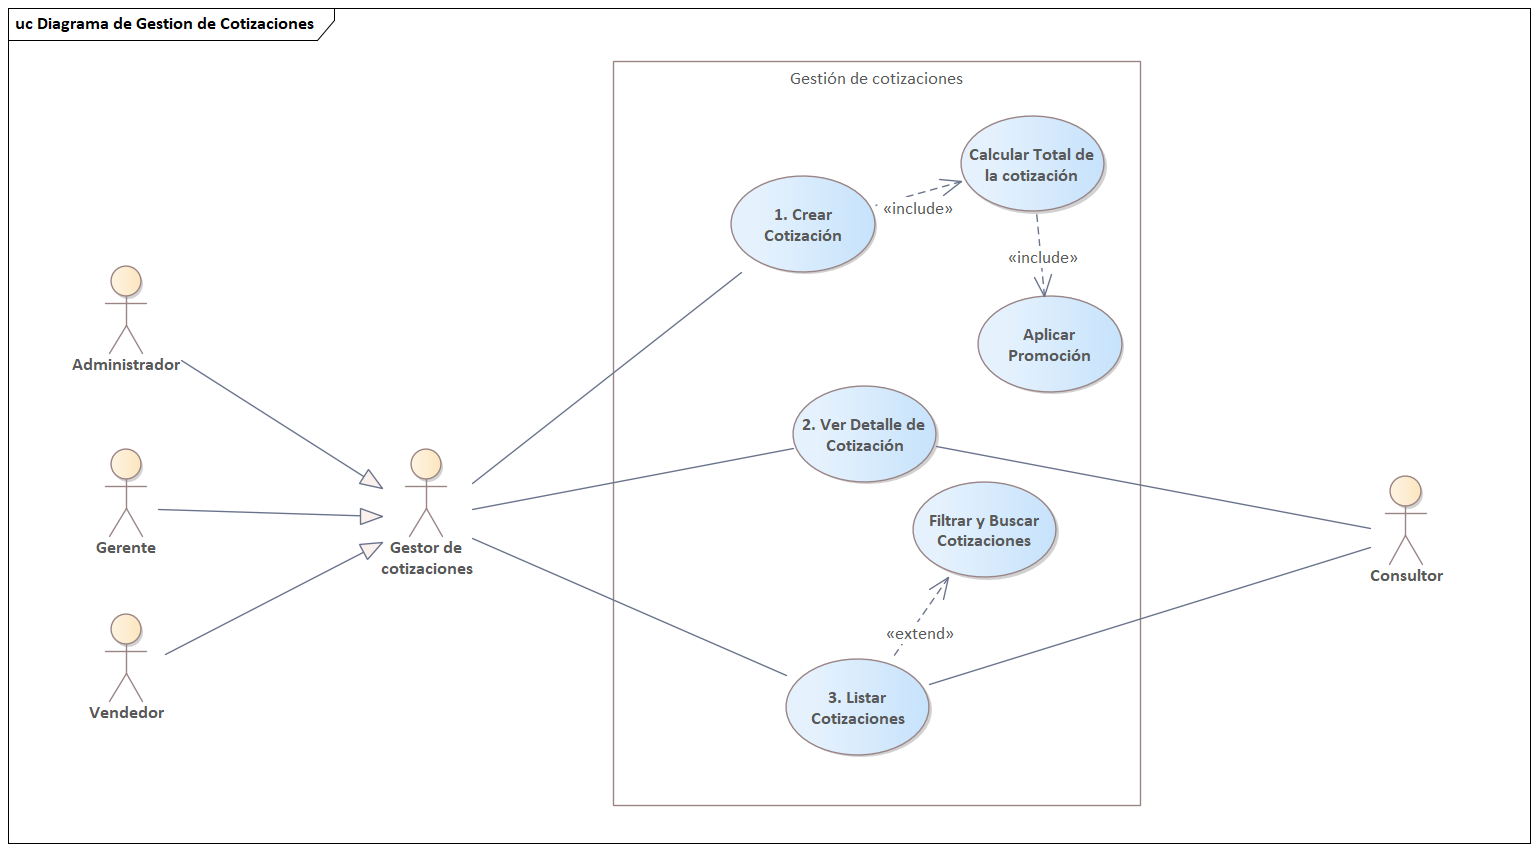 uc Diagrama de Gestion de Cotizaciones
Gestión de cotizaciones
Calcular Total de
la cotización
1. Crear
Cotización
«include»
«include»
Aplicar
Promoción
Administrador
2. Ver Detalle de
Cotización
Filtrar y Buscar
Cotizaciones
Gerente
Gestor de
cotizaciones
Consultor
«extend»
3. Listar
Cotizaciones
Vendedor